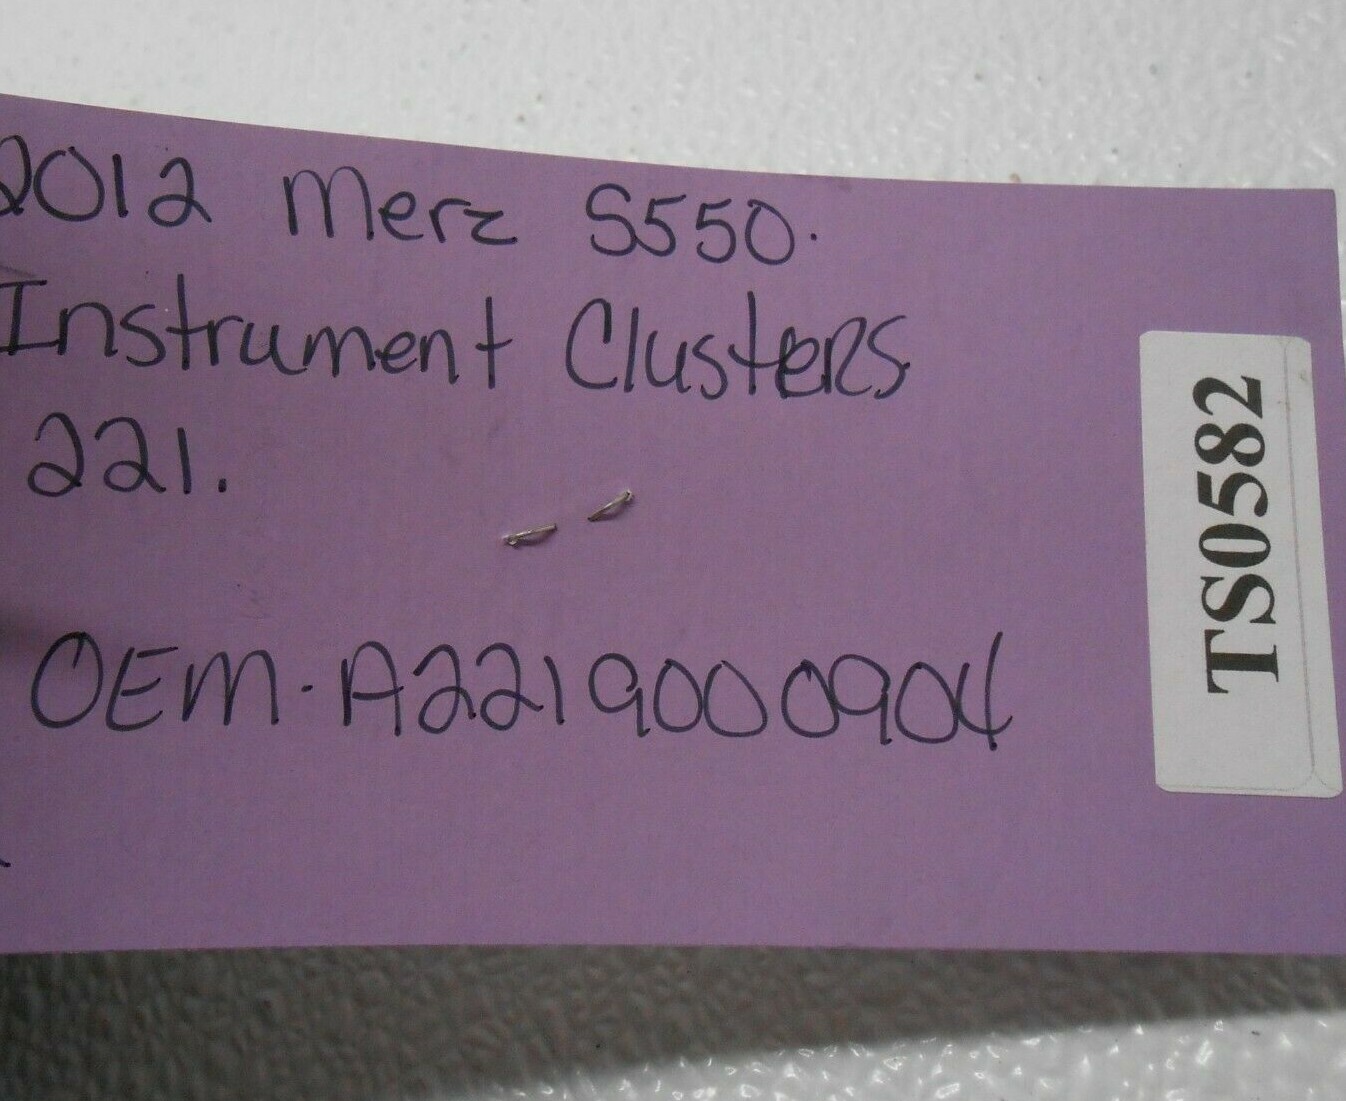 2012 Merz S550.
Instrument Clusters
221.
OEM-A2219000904
TS0582